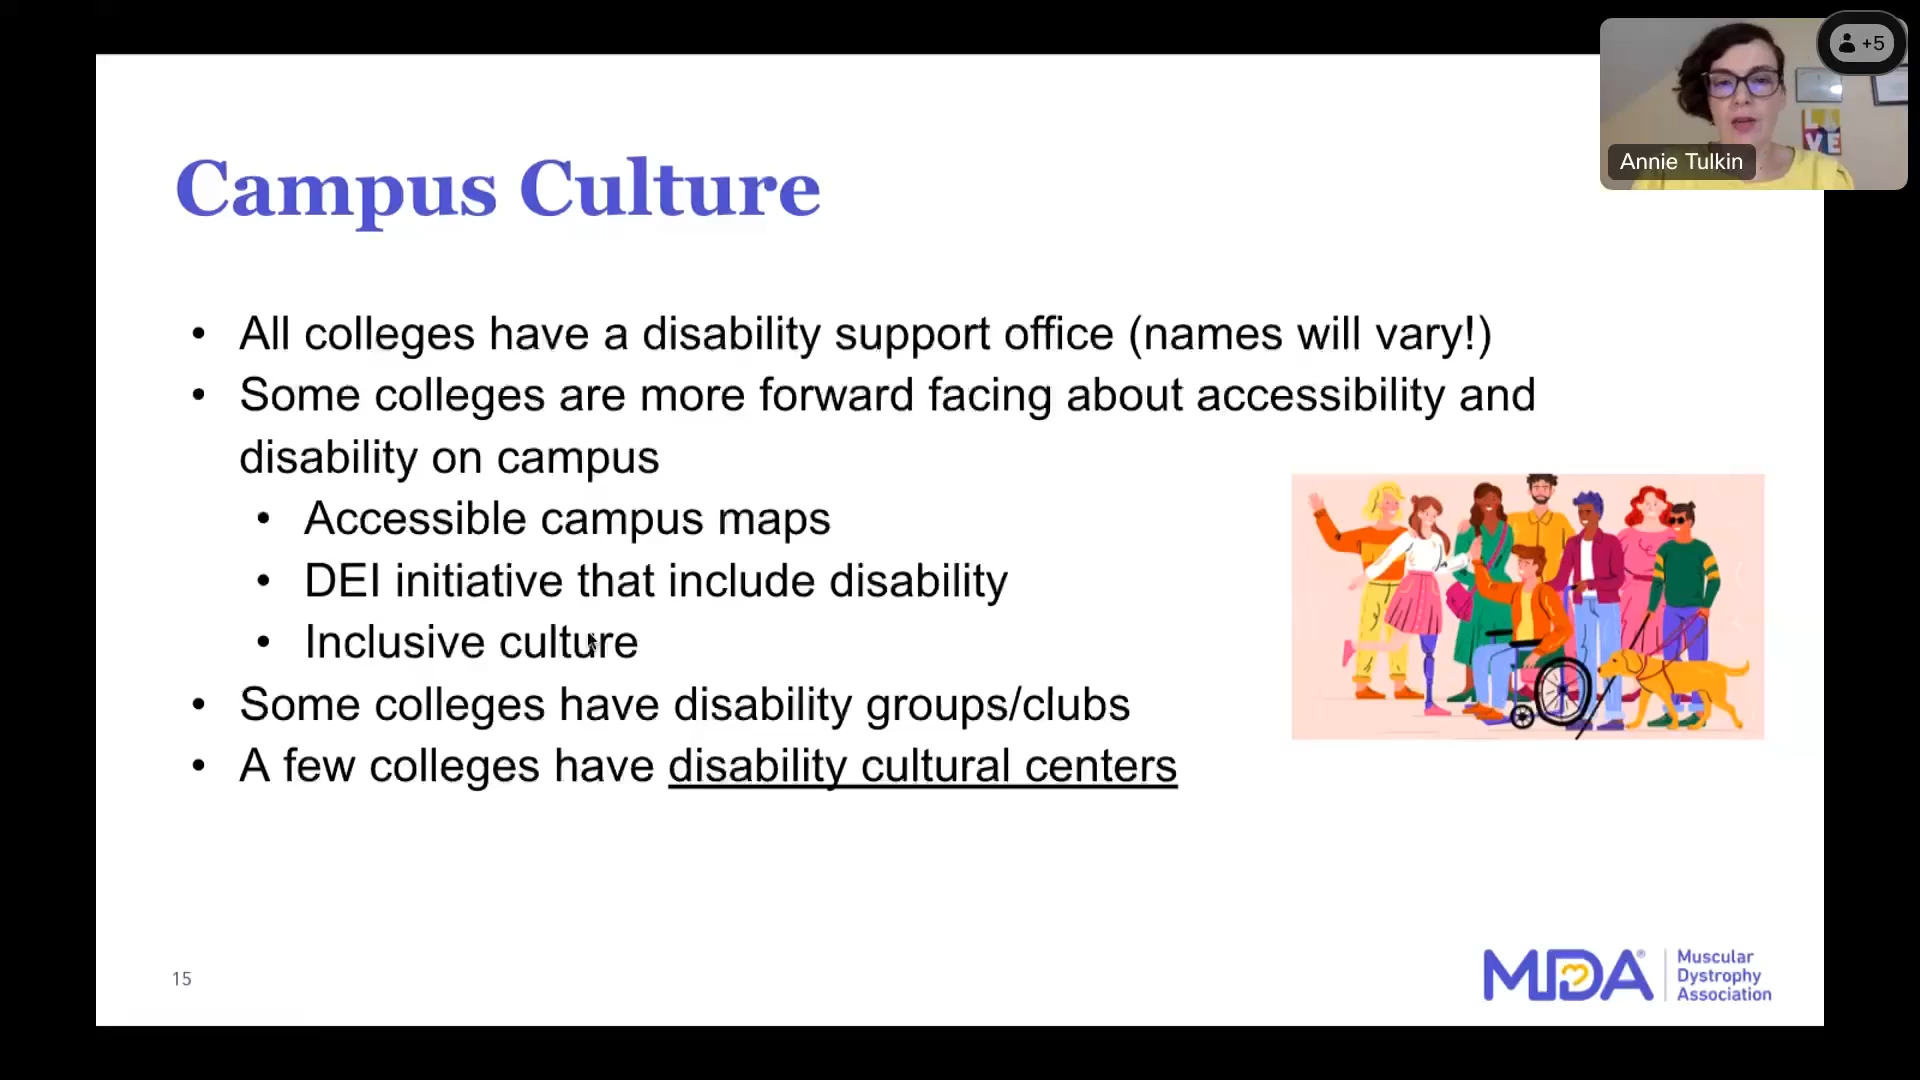 +5
Annie Tulkin
LOVE
Campus Culture
• All colleges have a disability support office (names will vary!)
• Some colleges are more forward facing about accessibility and
disability on campus
• Accessible campus maps
• DEI initiative that include disability
• Inclusive culture
• Some colleges have disability groups/clubs
• A few colleges have disability cultural centers
15
MDA®
Muscular
Dystrophy
Association